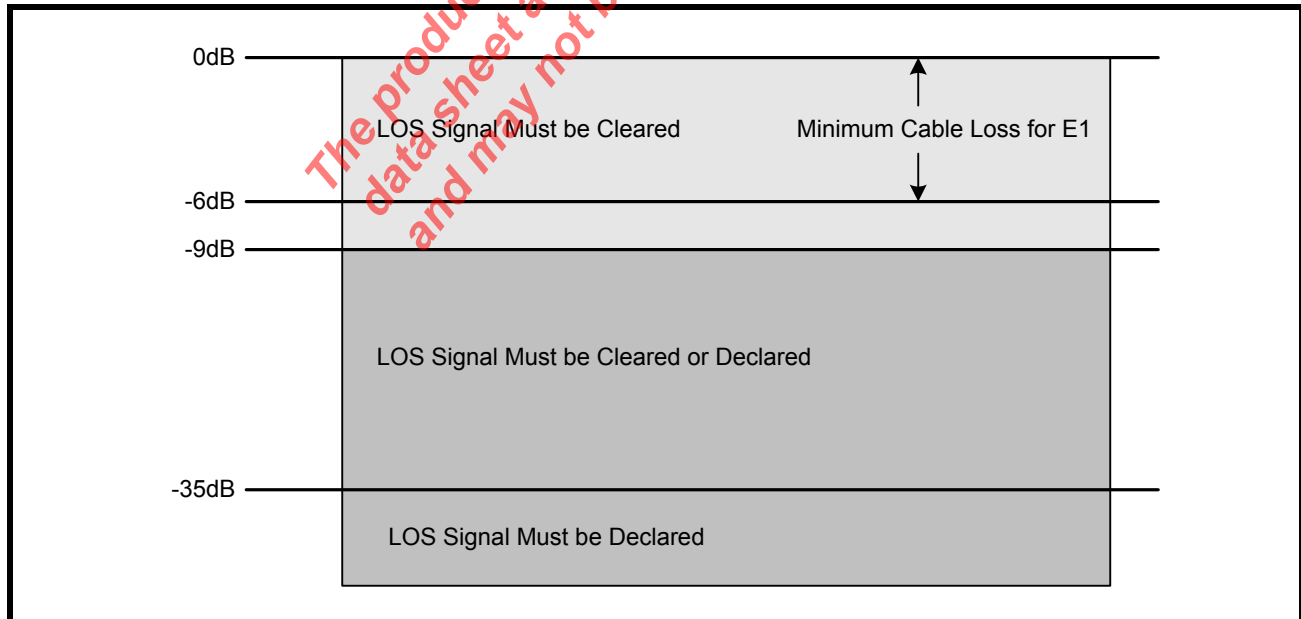 0dB
The produc
data sheet a
and may not b
LOS Signal Must be Cleared
Minimum Cable Loss for E1
-6dB
-9dB
LOS Signal Must be Cleared or Declared
-35dB
LOS Signal Must be Declared